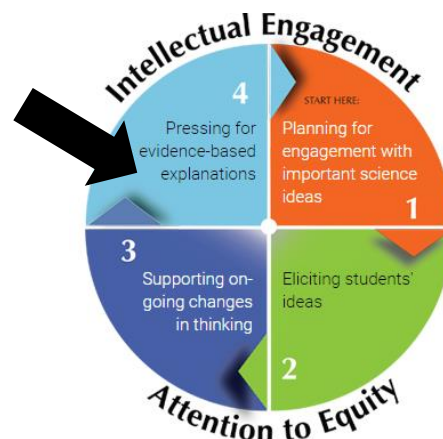 Intellectual Engagement
4
Pressing for
evidence-based
explanations
START HERE:
Planning for
engagement with
important science
ideas
1
3
Supporting on-
going changes
in thinking
Eliciting students'
ideas
2
Attention to Equity